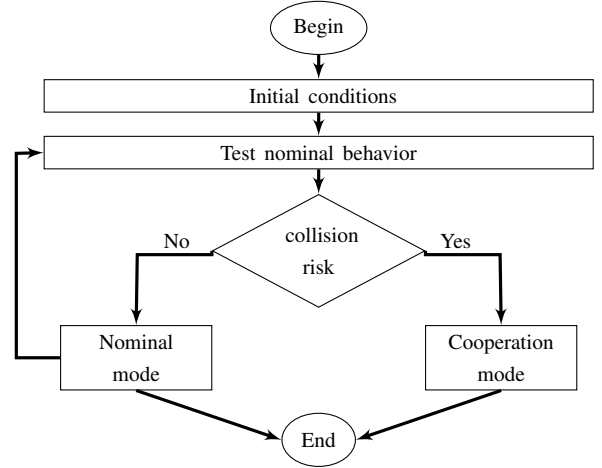 Begin
Initial conditions
Test nominal behavior
collision
risk
No
Yes
Nominal
mode
Cooperation
mode
End